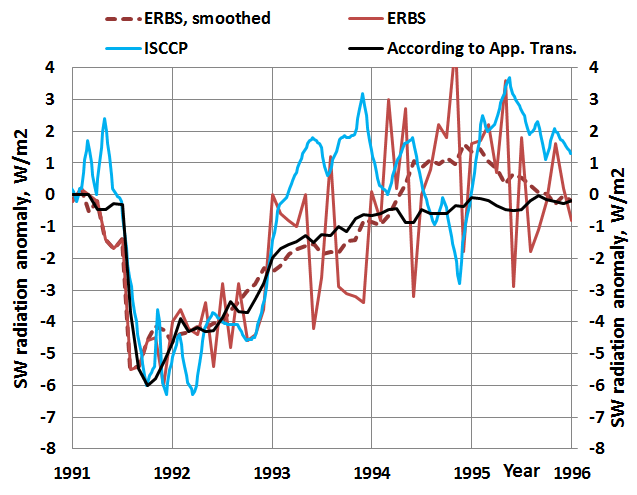 ERBS, smoothed ERBS
ISCCP According to App. Trans.
SW radiation anomaly, W/m2
4 4
3 3
2 2
1 1
0 0
-1 -1
-2 -2
-3 -3
-4 -4
-5 -5
-6 -6
-7 -7
-8 -8
SW radiation anomaly, W/m2
1991 1992 1993 1994 1995 Year 1996